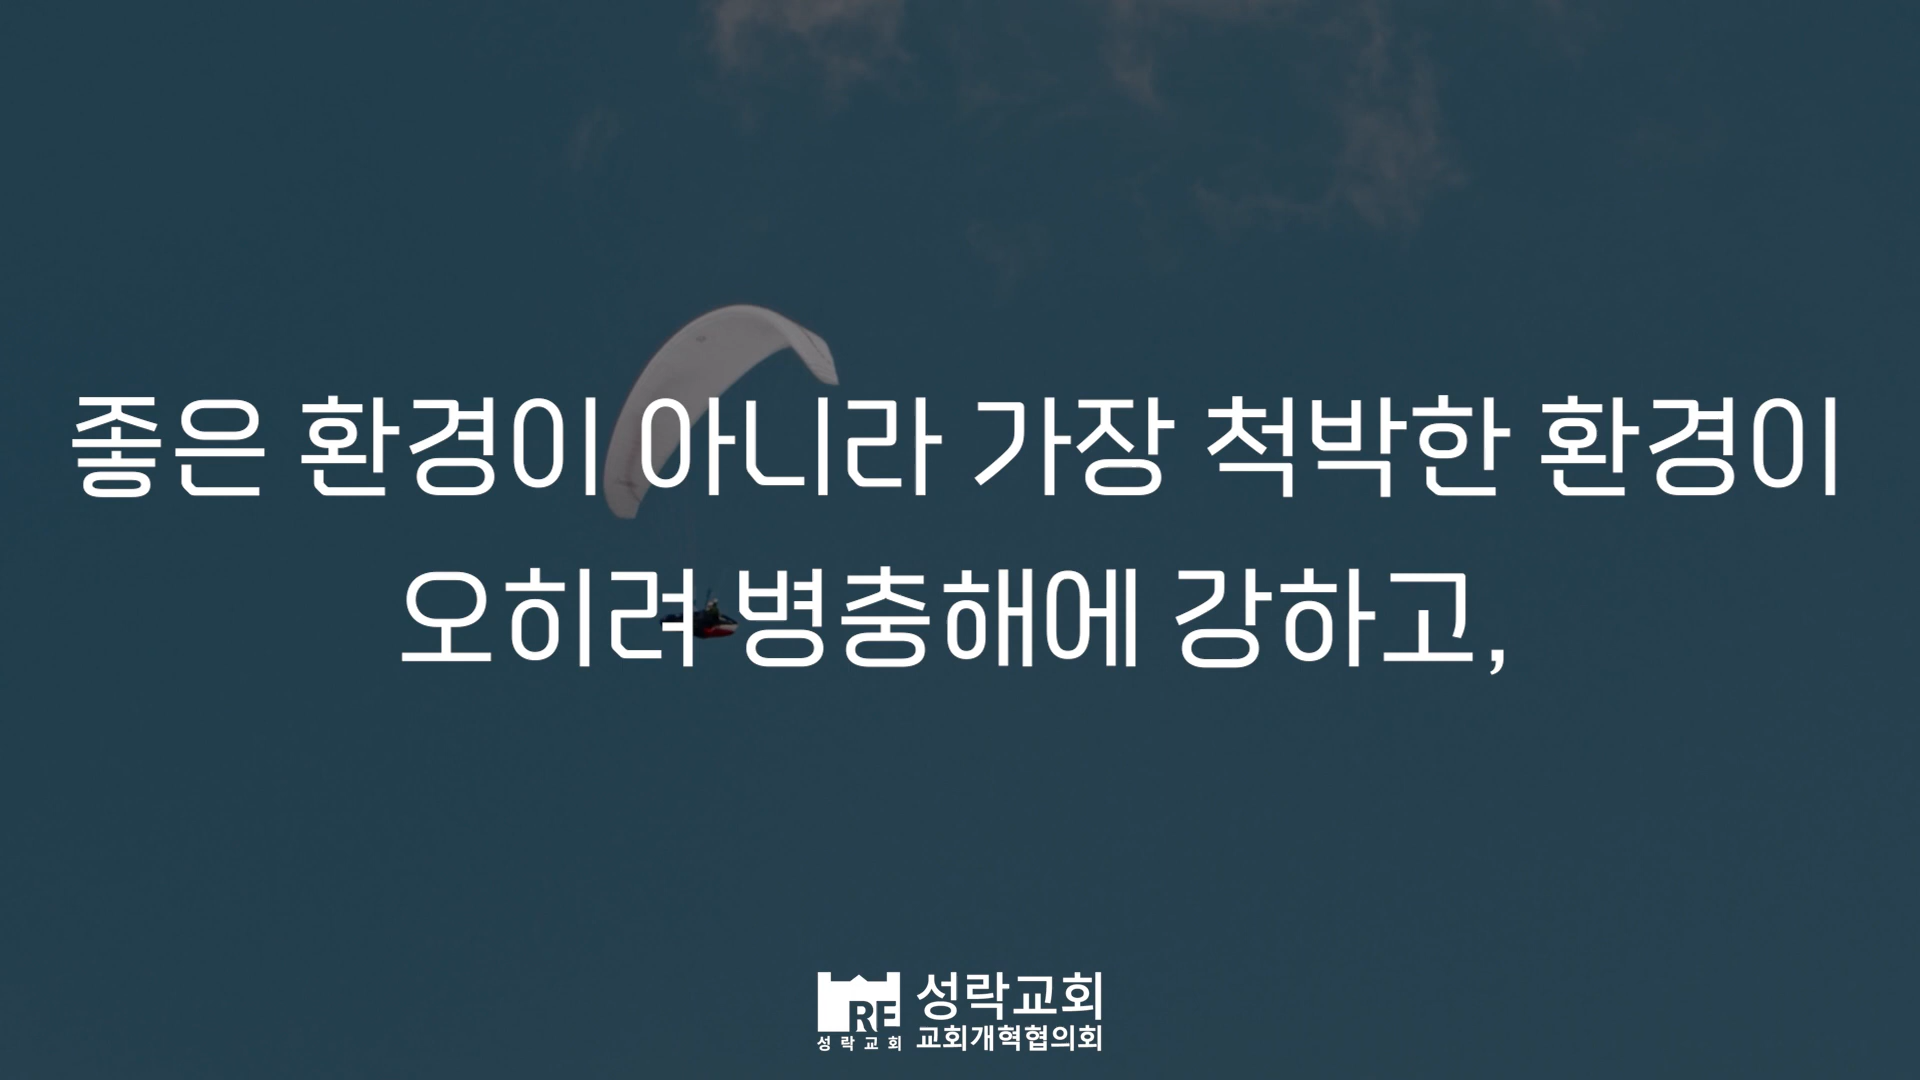 좋은 환경이 아니라 가장 척박한 환경이
오히려 병충해에 강하고,
RE
성락교회
성락교회
교회개혁협의회